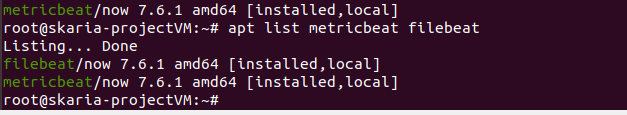 metricbeat/now 7.6.1 amd64 [installed,local]
root@skaria-projectVM:~# apt list metricbeat filebeat
Listing... Done
filebeat/now 7.6.1 amd64 [installed,local]
metricbeat/now 7.6.1 amd64 [installed,local]
root@skaria-projectVM:~#